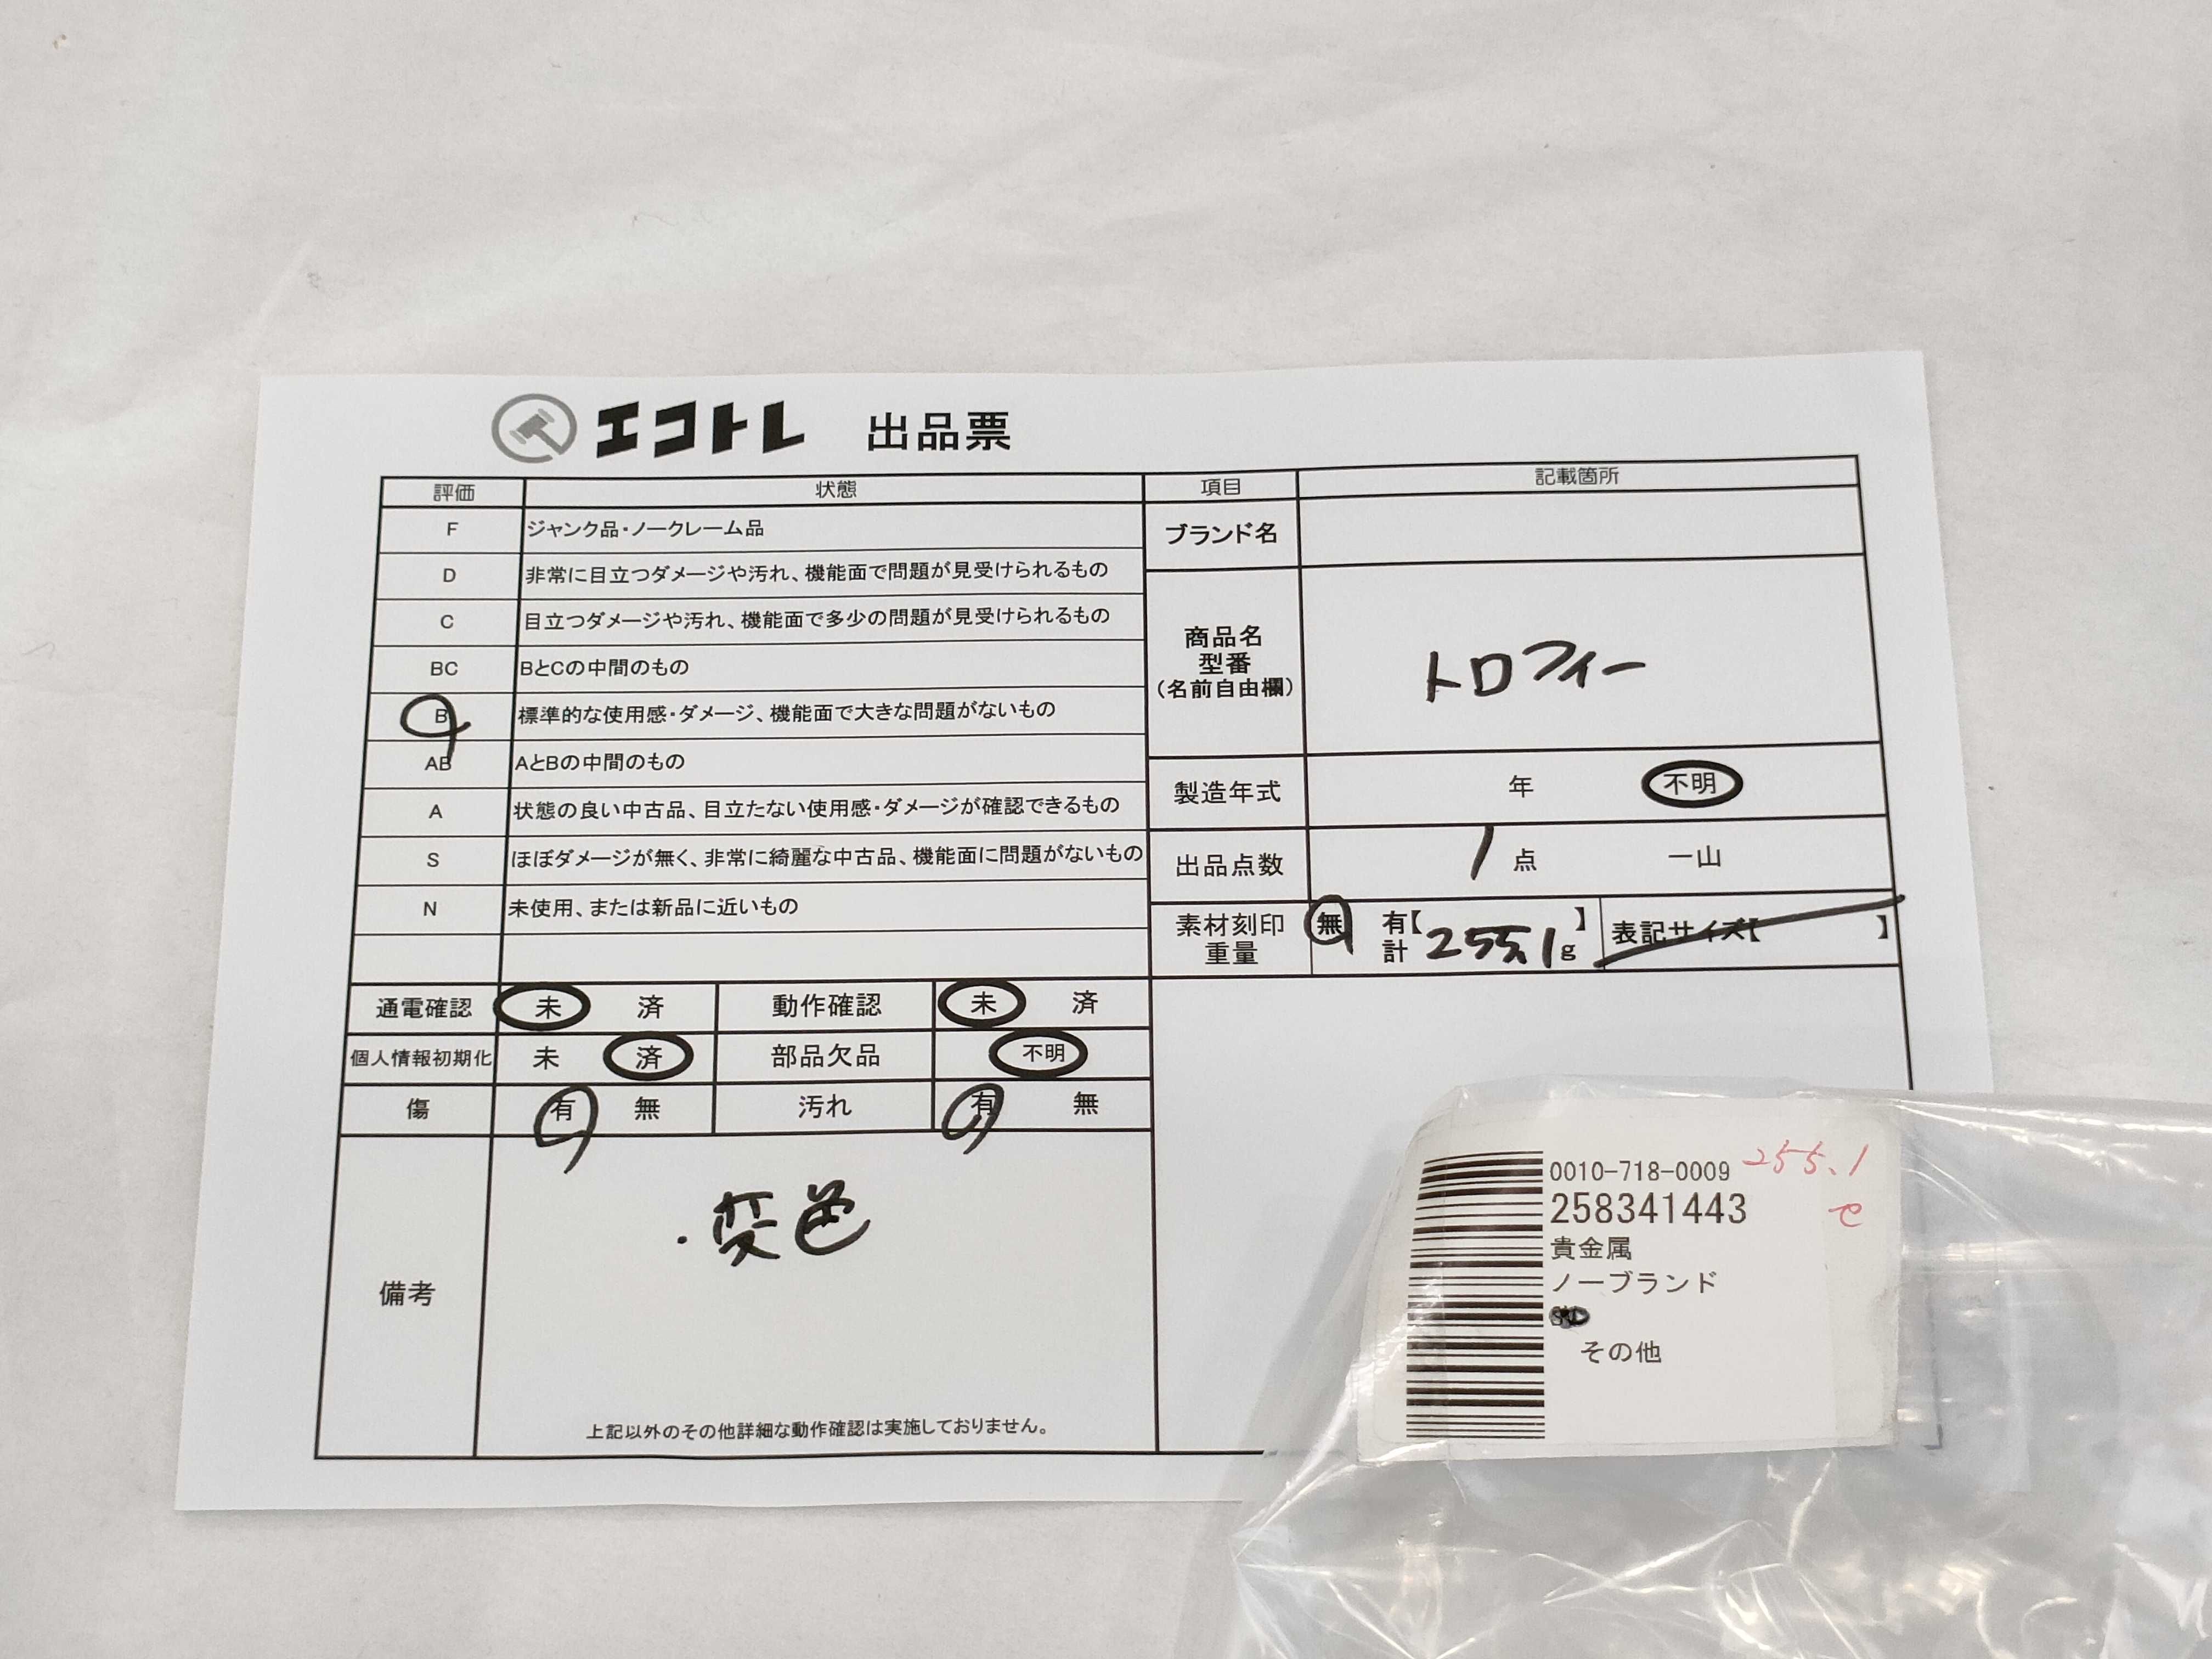 エコトレ 出品票
評価 状態 項目 記載箇所
F ジャンク品・ノークレーム品
D 非常に目立つダメージや汚れ、機能面で問題が見受けられるもの
C 目立つダメージや汚れ、機能面で多少の問題が見受けられるもの
BC BとCの中間のもの
B 標準的な使用感・ダメージ、機能面で大きな問題がないもの
AB AとBの中間のもの
A 状態の良い中古品、目立たない使用感・ダメージが確認できるもの
S ほぼダメージが無く、非常に綺麗な中古品、機能面に問題がないもの
N 未使用、または新品に近いもの
ブランド名
商品名
型番
(名前自由欄)
トロフィー
製造年式 年 不明
出品点数 1 点 一山
素材刻印 無 有【 】
重量 計 255.1g
表記サイズ【 】
通電確認 未 済 動作確認 未 済
個人情報初期化 未 済 部品欠品 不明
傷 有 無 汚れ 有 無
備考
・変色
上記以外のその他詳細な動作確認は実施しておりません。
0010-718-0009 255.1
258341443
貴金属
ノーブランド
その他